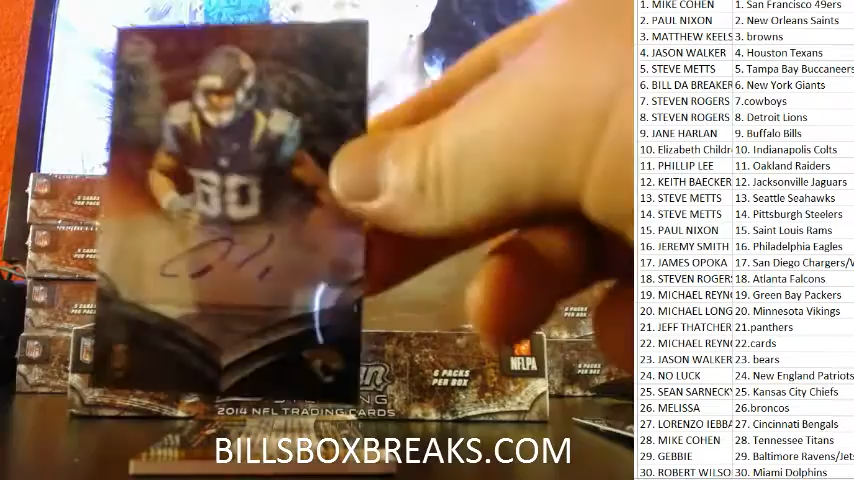 80
6 PACKS
PER BOX
NFLPA
2014 NFL TRADING CARDS
BILLSBOXBREAKS.COM
1. MIKE COHEN 1. San Francisco 49ers
2. PAUL NIXON 2. New Orleans Saints
3. MATTHEW KEELS 3. browns
4. JASON WALKER 4. Houston Texans
5. STEVE METTS 5. Tampa Bay Buccaneers
6. BILL DA BREAKER 6. New York Giants
7. STEVEN ROGERS 7.cowboys
8. STEVEN ROGERS 8. Detroit Lions
9. JANE HARLAN 9. Buffalo Bills
10. Elizabeth Childr 10. Indianapolis Colts
11. PHILLIP LEE 11. Oakland Raiders
12. KEITH BAECKER 12. Jacksonville Jaguars
13. STEVE METTS 13. Seattle Seahawks
14. STEVE METTS 14. Pittsburgh Steelers
15. PAUL NIXON 15. Saint Louis Rams
16. JEREMY SMITH 16. Philadelphia Eagles
17. JAMES OPOKA 17. San Diego Chargers/V
18. STEVEN ROGERS 18. Atlanta Falcons
19. MICHAEL REYN 19. Green Bay Packers
20. MICHAEL LONG 20. Minnesota Vikings
21. JEFF THATCHER 21.panthers
22. MICHAEL REYN 22.cards
23. JASON WALKER 23. bears
24. NO LUCK 24. New England Patriots
25. SEAN SARNECK 25. Kansas City Chiefs
26. MELISSA 26.broncos
27. LORENZO IEBBA 27. Cincinnati Bengals
28. MIKE COHEN 28. Tennessee Titans
29. GEBBIE 29. Baltimore Ravens/Jets
30. ROBERT WILSO 30. Miami Dolphins